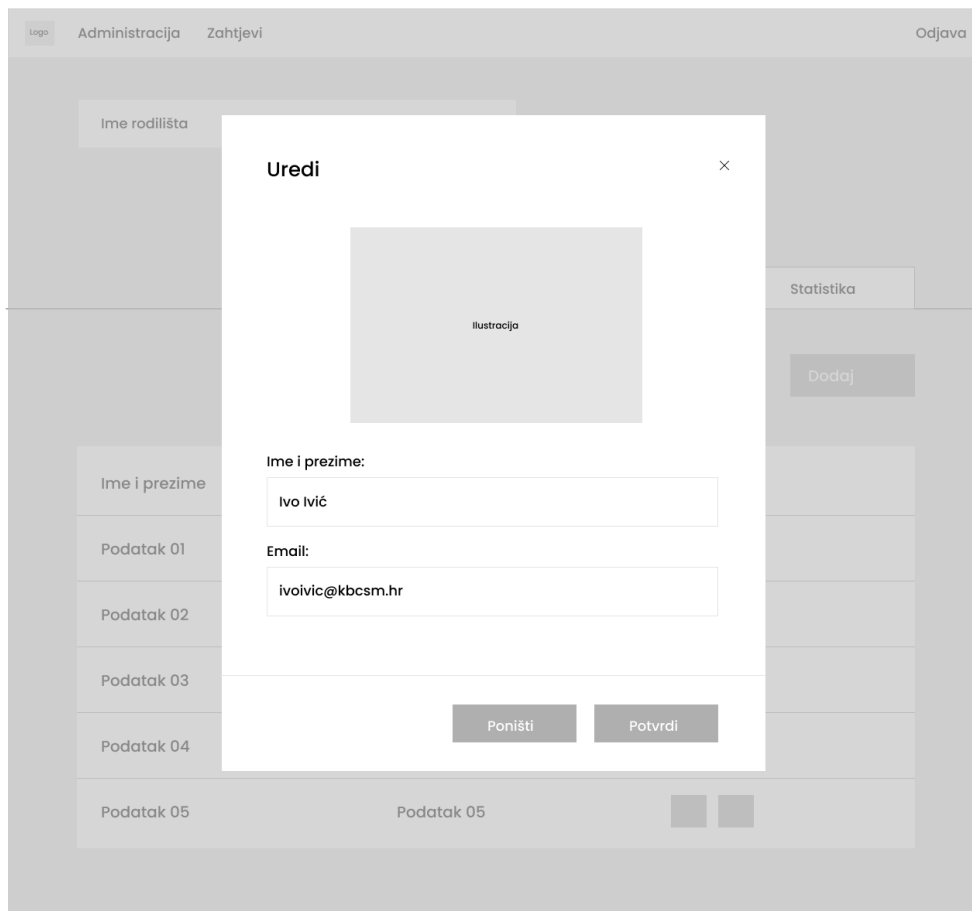 Logo
Administracija
Zahtjevi
Odjava
Ime rodilišta
Uredi
Ilustracija
Statistika
Dodaj
Ime i prezime:
Ivo Ivić
Email:
ivoivic@kbcsm.hr
Poništi
Potvrdi
Ime i prezime
Podatak 01
Podatak 02
Podatak 03
Podatak 04
Podatak 05
Podatak 05